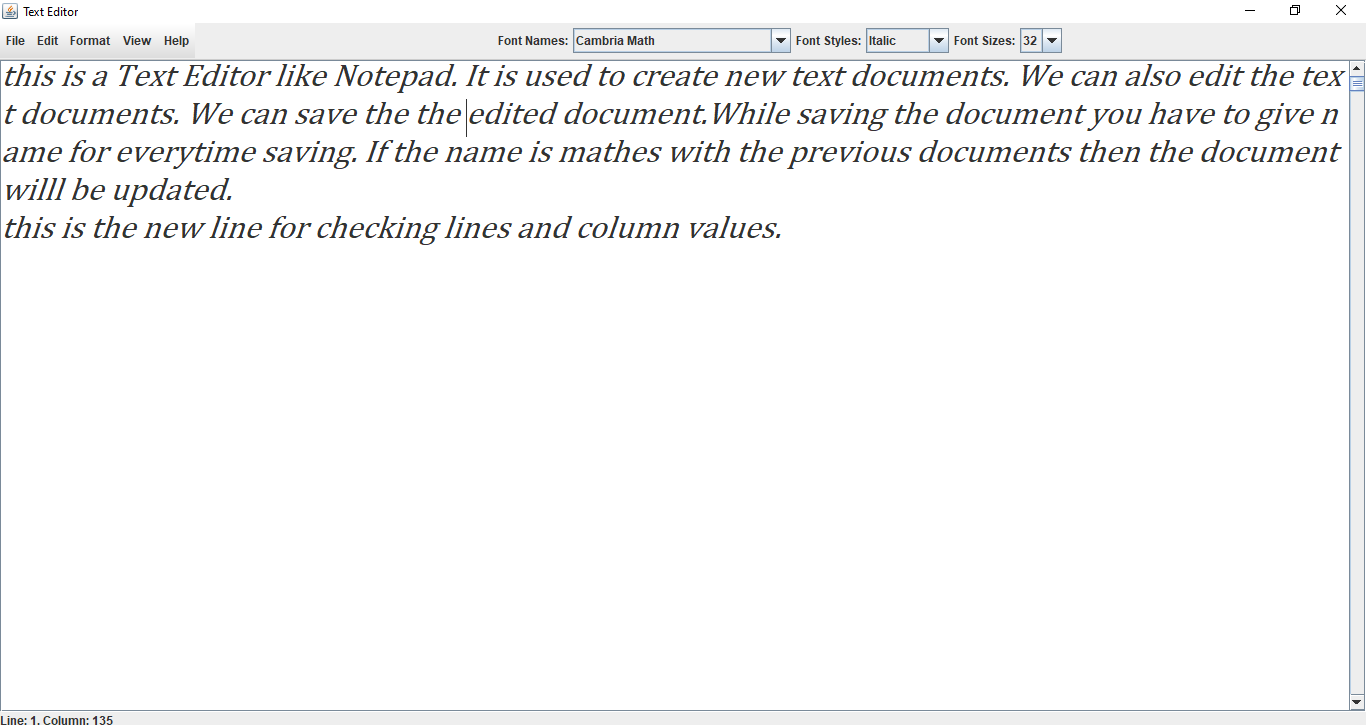 Text Editor
File Edit Format View Help Font Names: Cambria Math Font Styles: Italic Font Sizes: 32
this is a Text Editor like Notepad. It is used to create new text documents. We can also edit the tex
t documents. We can save the the edited document.While saving the document you have to give n
ame for everytime saving. If the name is mathes with the previous documents then the document
willl be updated.
this is the new line for checking lines and column values.
Line: 1. Column: 135